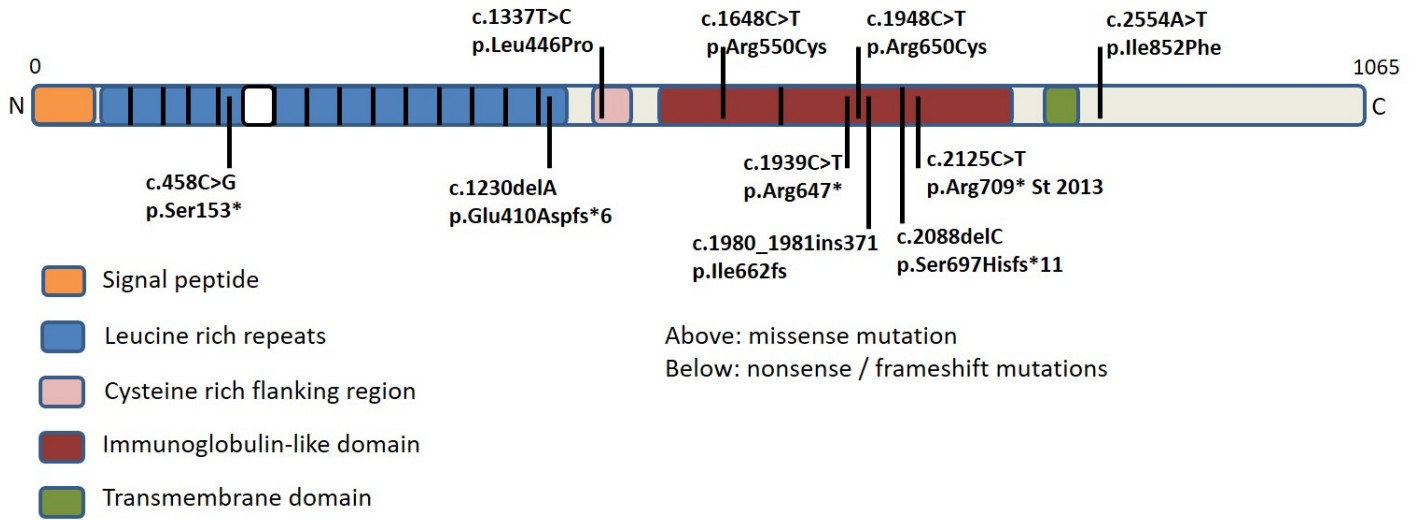 c.1337T>C
p.Leu446Pro
c.1648C>T
p.Arg550Cys
c.1948C>T
p.Arg650Cys
c.2554A>T
p.Ile852Phe
0
1065
N
C
c.458C>G
p.Ser153*
c.1230delA
p.Glu410Aspfs*6
c.1939C>T
p.Arg647*
c.2125C>T
p.Arg709* St 2013
c.1980_1981ins371
p.Ile662fs
c.2088delC
p.Ser697Hisfs*11
Signal peptide
Leucine rich repeats
Cysteine rich flanking region
Immunoglobulin-like domain
Transmembrane domain
Above: missense mutation
Below: nonsense / frameshift mutations